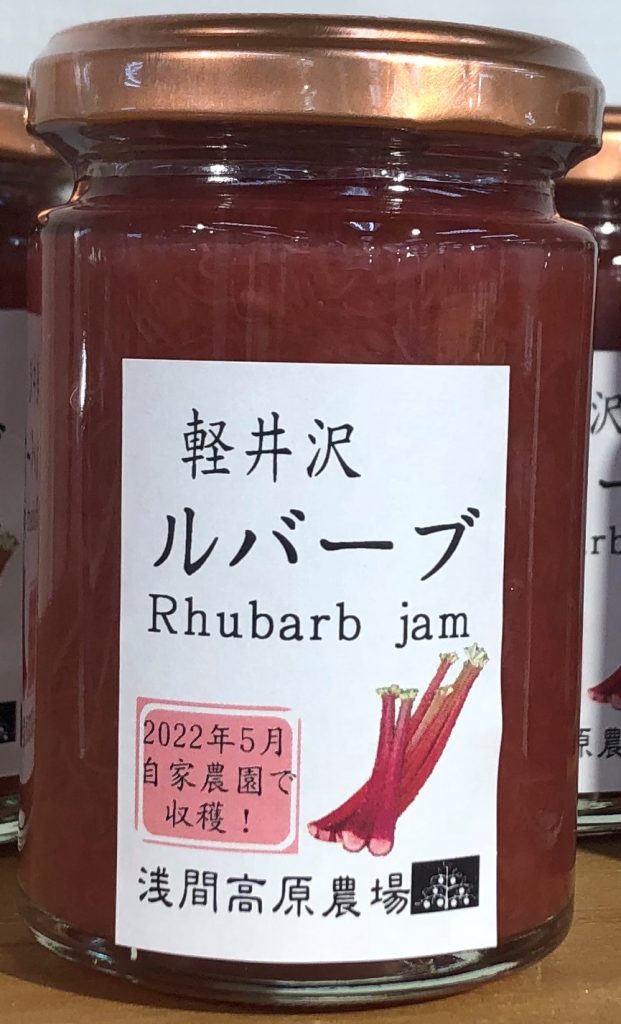 軽井沢
ルバーブ
Rhubarb jam
2022年5月
自家農園で
収穫！
浅間高原農場